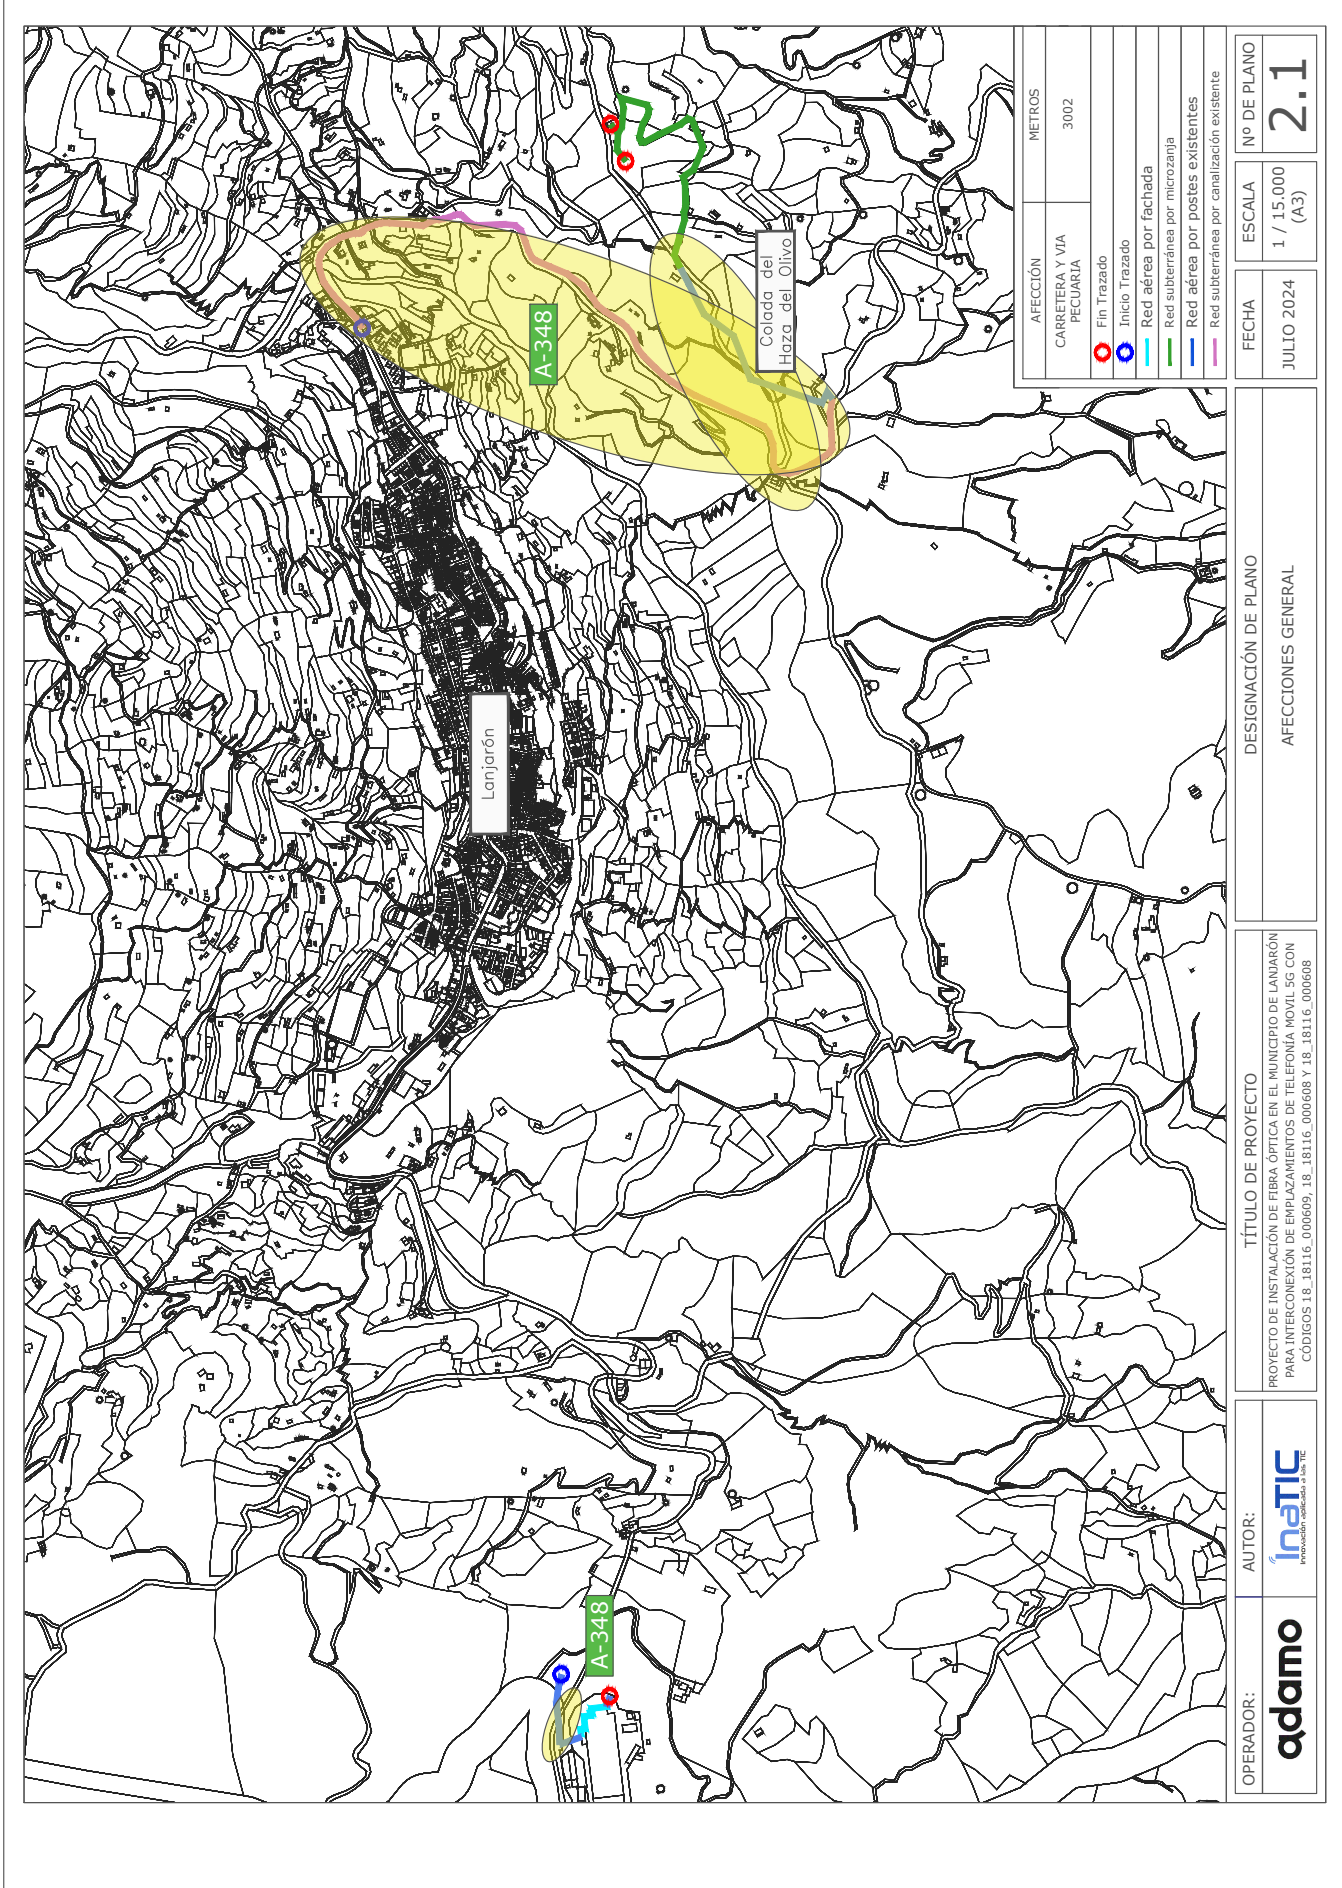 A-348
Colada del
Haza del Olivo
Lanjarón
A-348
AFECCIÓN
METROS
CARRETERA Y VIA
PECUARIA
3002
Fin Trazado
Inicio Trazado
Red aérea por fachada
Red subterránea por microzanja
Red aérea por postes existentes
Red subterránea por canalización existente
OPERADOR:
adamo
AUTOR:
InaTIC
Innovación aplicada a las TIC
TÍTULO DE PROYECTO
PROYECTO DE INSTALACIÓN DE FIBRA ÓPTICA EN EL MUNICIPIO DE LANJARÓN
PARA INTERCONEXIÓN DE EMPLAZAMIENTOS DE TELEFONÍA MOVIL 5G CON
CÓDIGOS 18_18116_000609, 18_18116_000608 Y 18_18116_000608
DESIGNACIÓN DE PLANO
AFECCIONES GENERAL
FECHA
JULIO 2024
ESCALA
1 / 15.000
(A3)
Nº DE PLANO
2.1